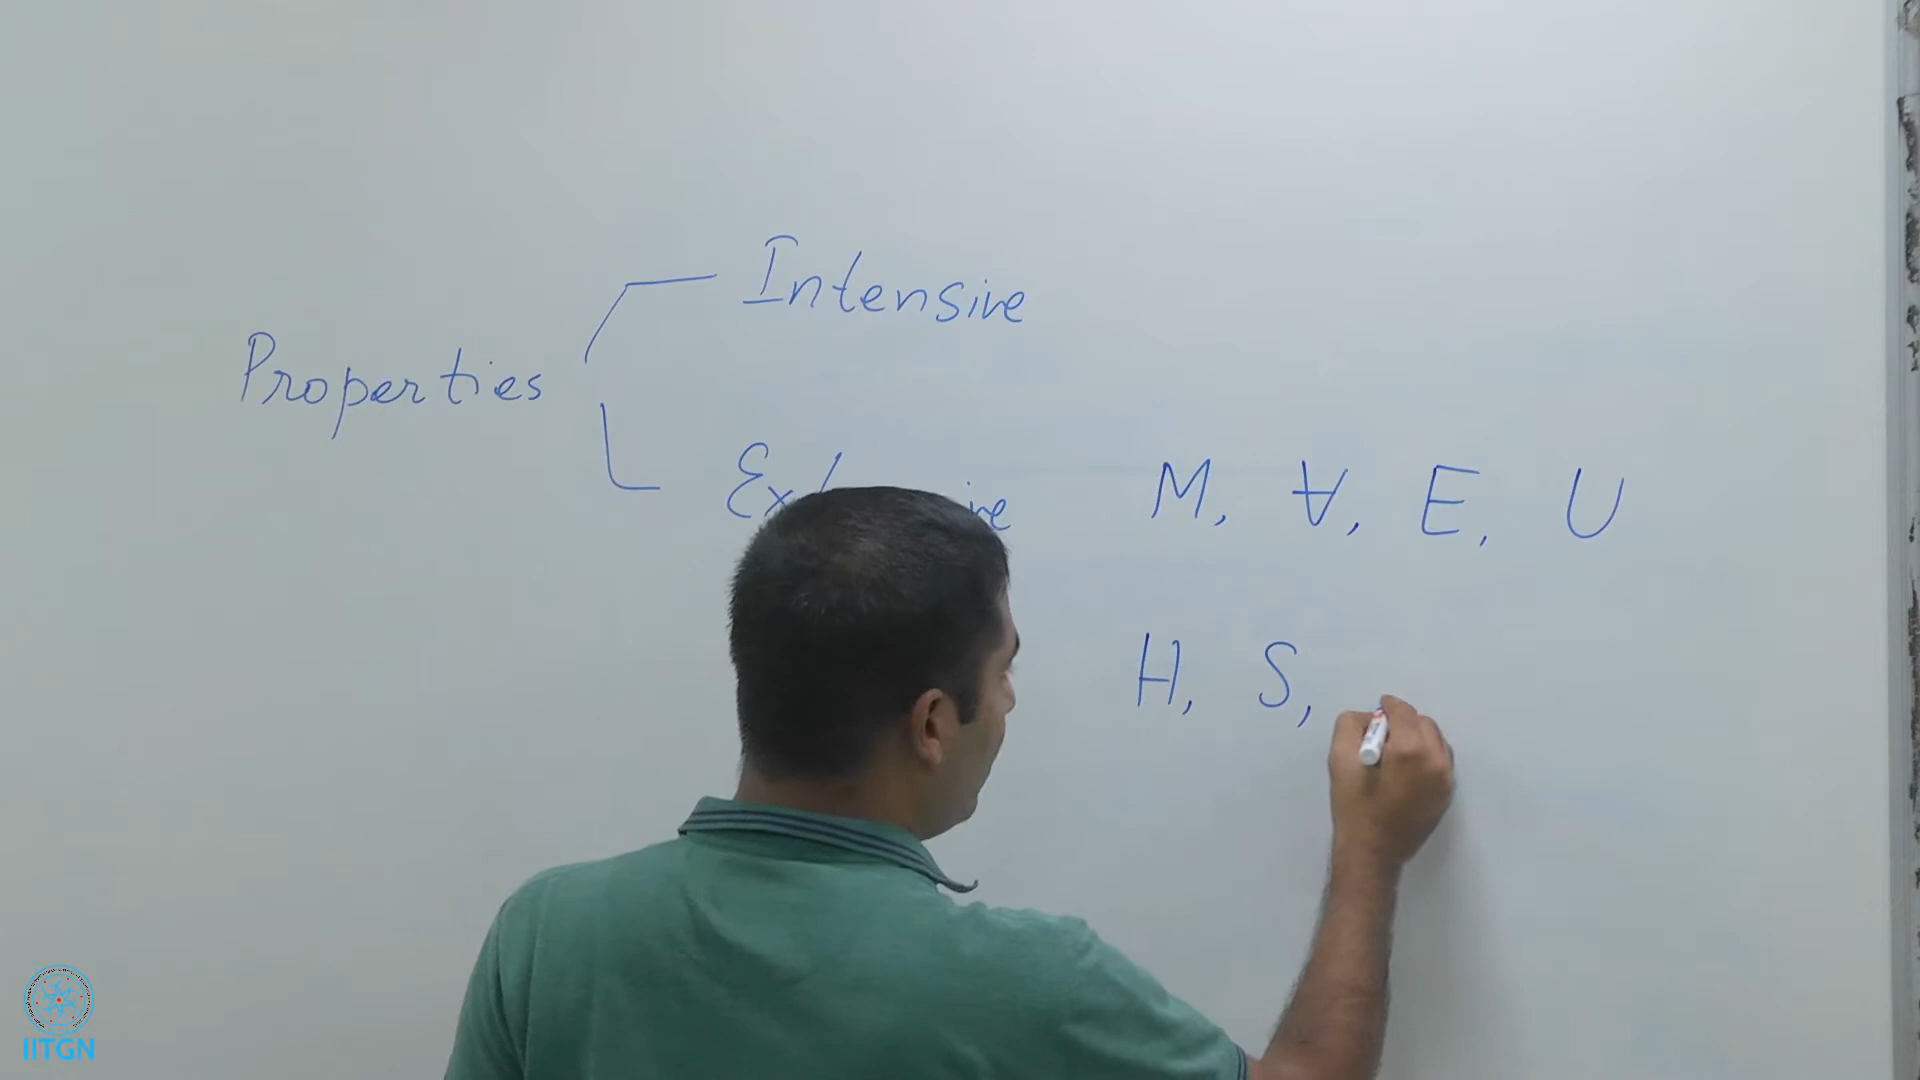 Intensive
Properties
M, V, E, U
H, S,
IITGN